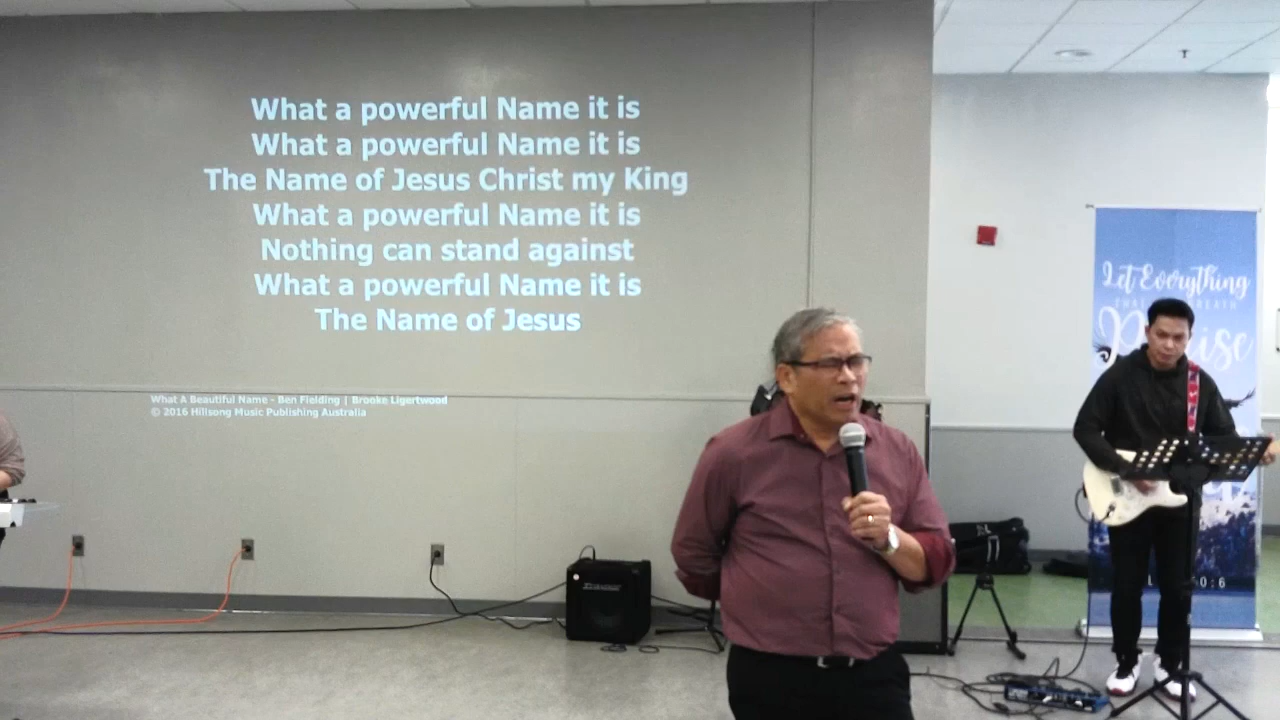 What a powerful Name it is
What a powerful Name it is
The Name of Jesus Christ my King
What a powerful Name it is
Nothing can stand against
What a powerful Name it is
The Name of Jesus
What A Beautiful Name - Ben Fielding | Brooke Ligertwood
© 2016 Hillsong Music Publishing Australia
Let Everything
Praise